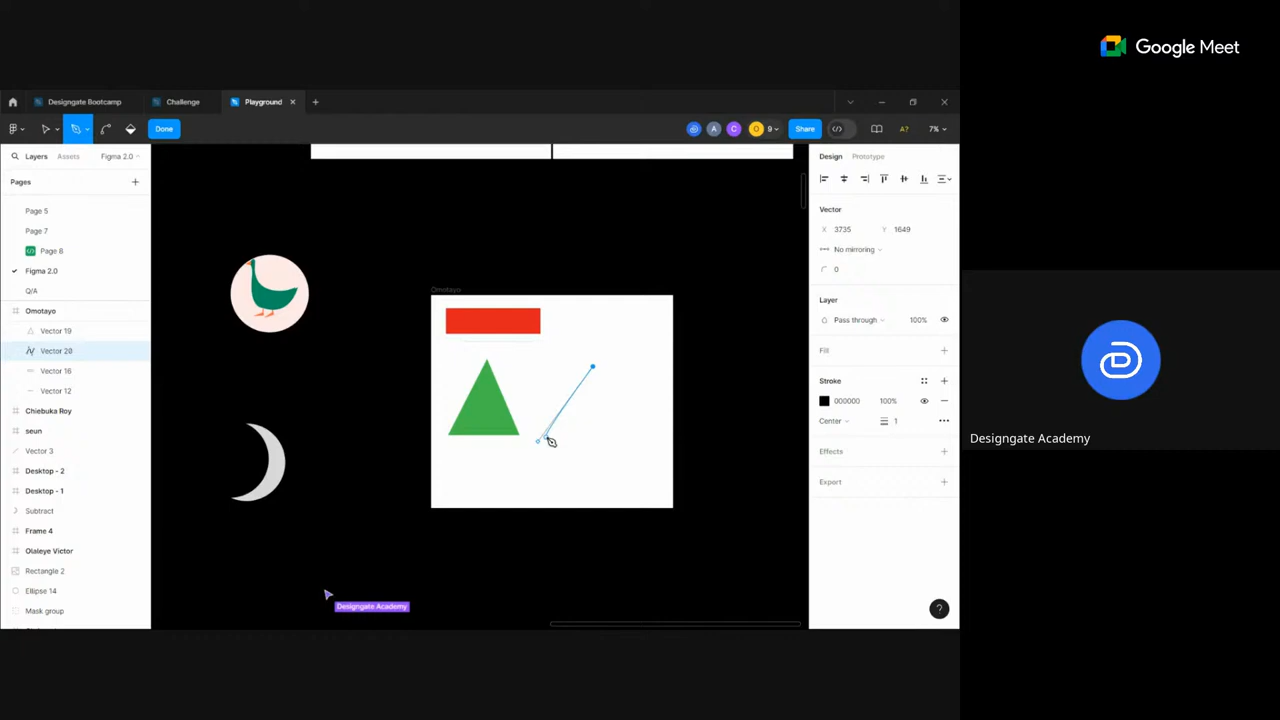 Google Meet
Designgate Bootcamp
Challenge
Playground
Done
A
C
O
9
Share
A?
7%
Layers
Assets
Figma 2.0
Design
Prototype
Pages
Page 5
Page 7
Page 8
Figma 2.0
Q/A
Omotayo
Vector 19
Vector 20
Vector 16
Vector 12
Chiebuka Roy
seun
Vector 3
Desktop - 2
Desktop - 1
Subtract
Frame 4
Olaleye Victor
Rectangle 2
Ellipse 14
Mask group
Omotayo
Designgate Academy
Vector
X 3735 Y 1649
No mirroring
0
Layer
Pass through 100%
Fill
Stroke
000000 100%
Center 1
Effects
Export
?
Designgate Academy